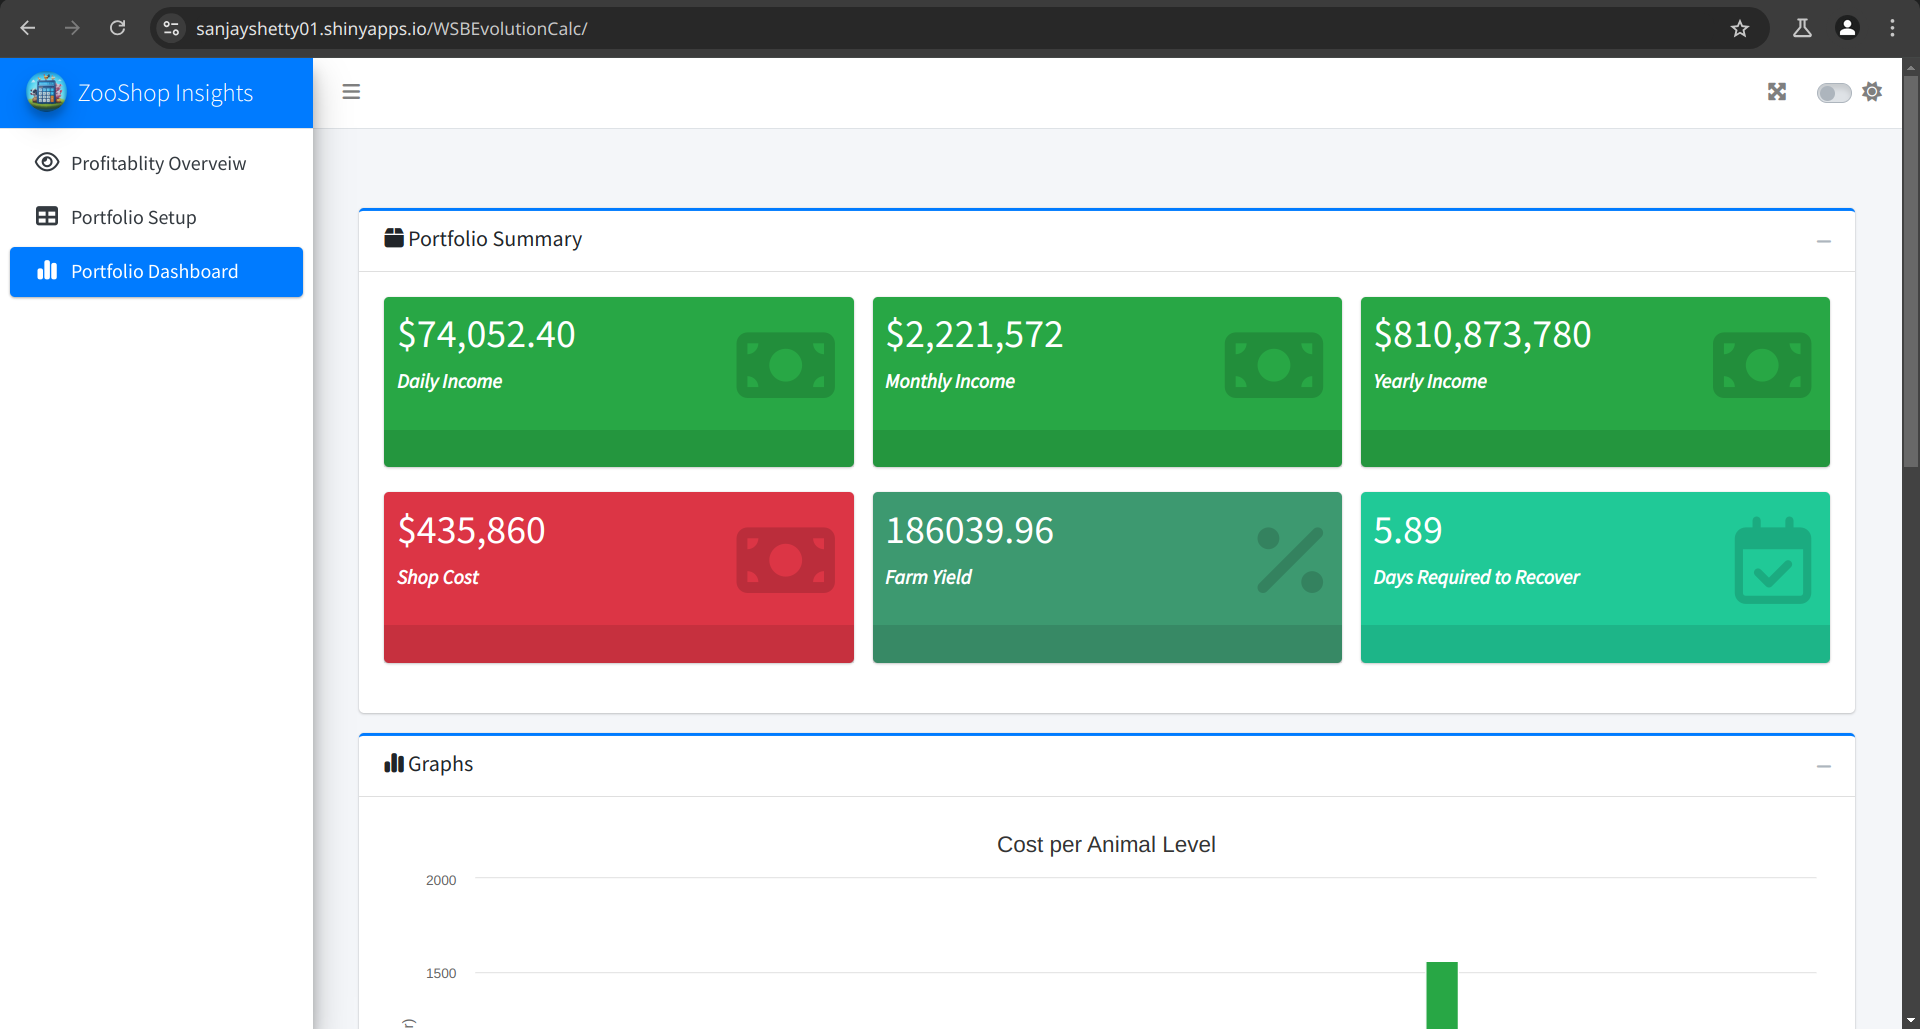 sanjayshetty01.shinyapps.io/WSBEvolutionCalc/
ZooShop Insights
Profitablity Overveiw
Portfolio Setup
Portfolio Dashboard
Portfolio Summary
$74,052.40
Daily Income
$2,221,572
Monthly Income
$810,873,780
Yearly Income
$435,860
Shop Cost
186039.96
Farm Yield
5.89
Days Required to Recover
Graphs
Cost per Animal Level
2000
1500